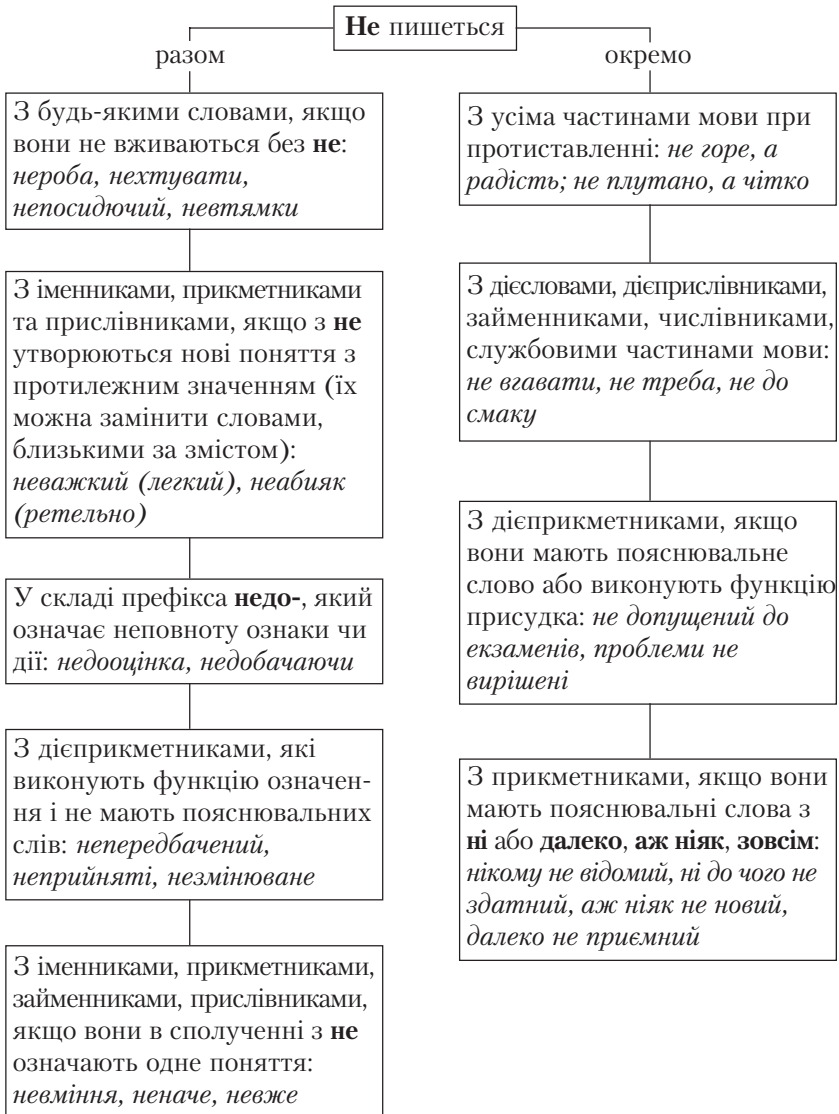 Не пишеться
разом
З будь-якими словами, якщо
вони не вживаються без не:
нероба, нехтувати,
непосидючий, невтямки
З іменниками, прикметниками
та прислівниками, якщо з не
утворюються нові поняття з
протилежним значенням (їх
можна замінити словами,
близькими за змістом):
неважкий (легкий), неабияк
(ретельно)
У складі префікса недо-, який
означає неповноту ознаки чи
дії: недооцінка, недобачаючи
З дієприкметниками, які
виконують функцію означен-
ня і не мають пояснювальних
слів: непередбачений,
неприйняті, незмінюване
З іменниками, прикметниками,
займенниками, прислівниками,
якщо вони в сполученні з не
означають одне поняття:
невміння, неначе, невже
окремо
З усіма частинами мови при
протиставленні: не горе, а
радість; не плутано, а чітко
З дієсловами, дієприслівниками,
займенниками, числівниками,
службовими частинами мови:
не вгавати, не треба, не до
смаку
З дієприкметниками, якщо
вони мають пояснювальне
слово або виконують функцію
присудка: не допущений до
екзаменів, проблеми не
вирішені
З прикметниками, якщо вони
мають пояснювальні слова з
ні або далеко, аж ніяк, зовсім:
нікому не відомий, ні до чого не
здатний, аж ніяк не новий,
далеко не приємний